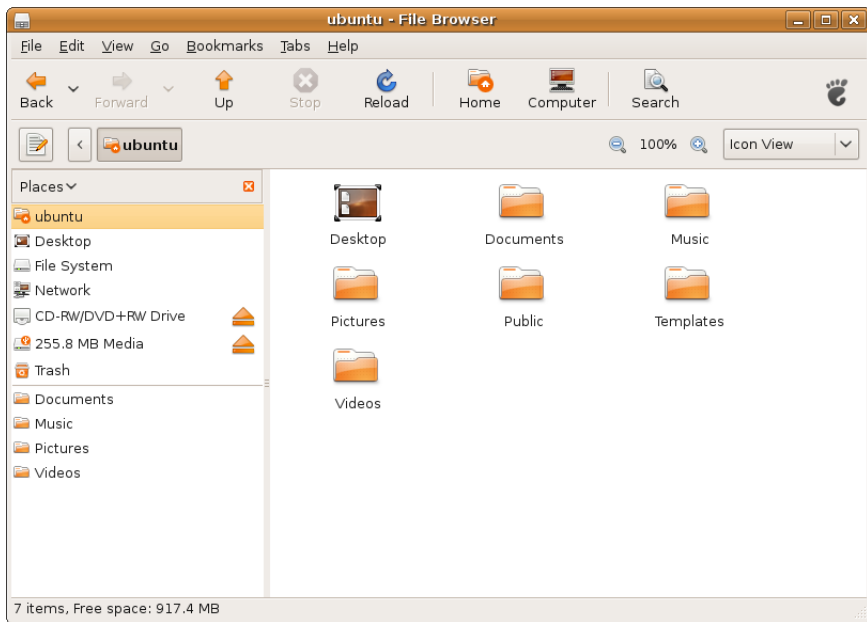 ubuntu - File Browser
File Edit View Go Bookmarks Tabs Help
Back Forward Up Stop Reload Home Computer Search
ubuntu 100% Icon View
Places
ubuntu
Desktop
File System
Network
CD-RW/DVD+RW Drive
255.8 MB Media
Trash
Documents
Music
Pictures
Videos
Desktop Documents Music
Pictures Public Templates
Videos
7 items, Free space: 917.4 MB